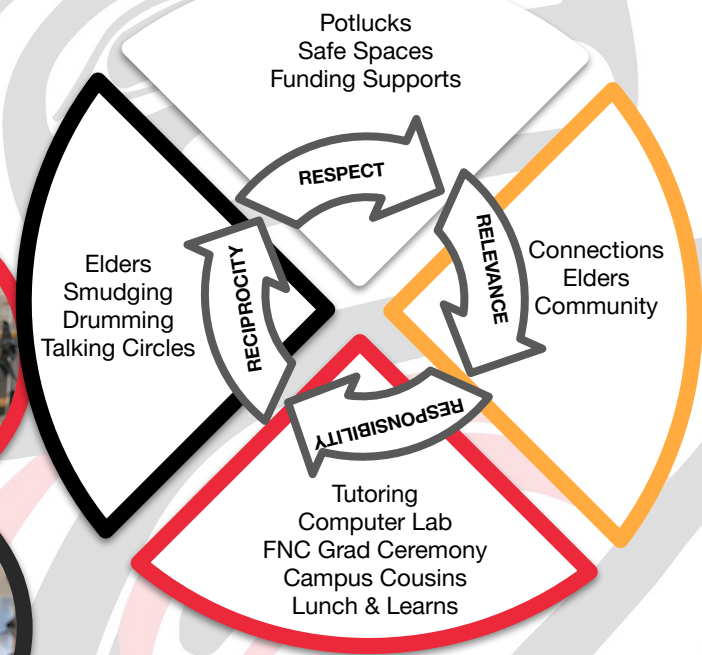 Potlucks
Safe Spaces
Funding Supports
RESPECT
RELEVANCE
Connections
Elders
Community
RESPONSIBILITY
Tutoring
Computer Lab
FNC Grad Ceremony
Campus Cousins
Lunch & Learns
RECIPROCITY
Elders
Smudging
Drumming
Talking Circles